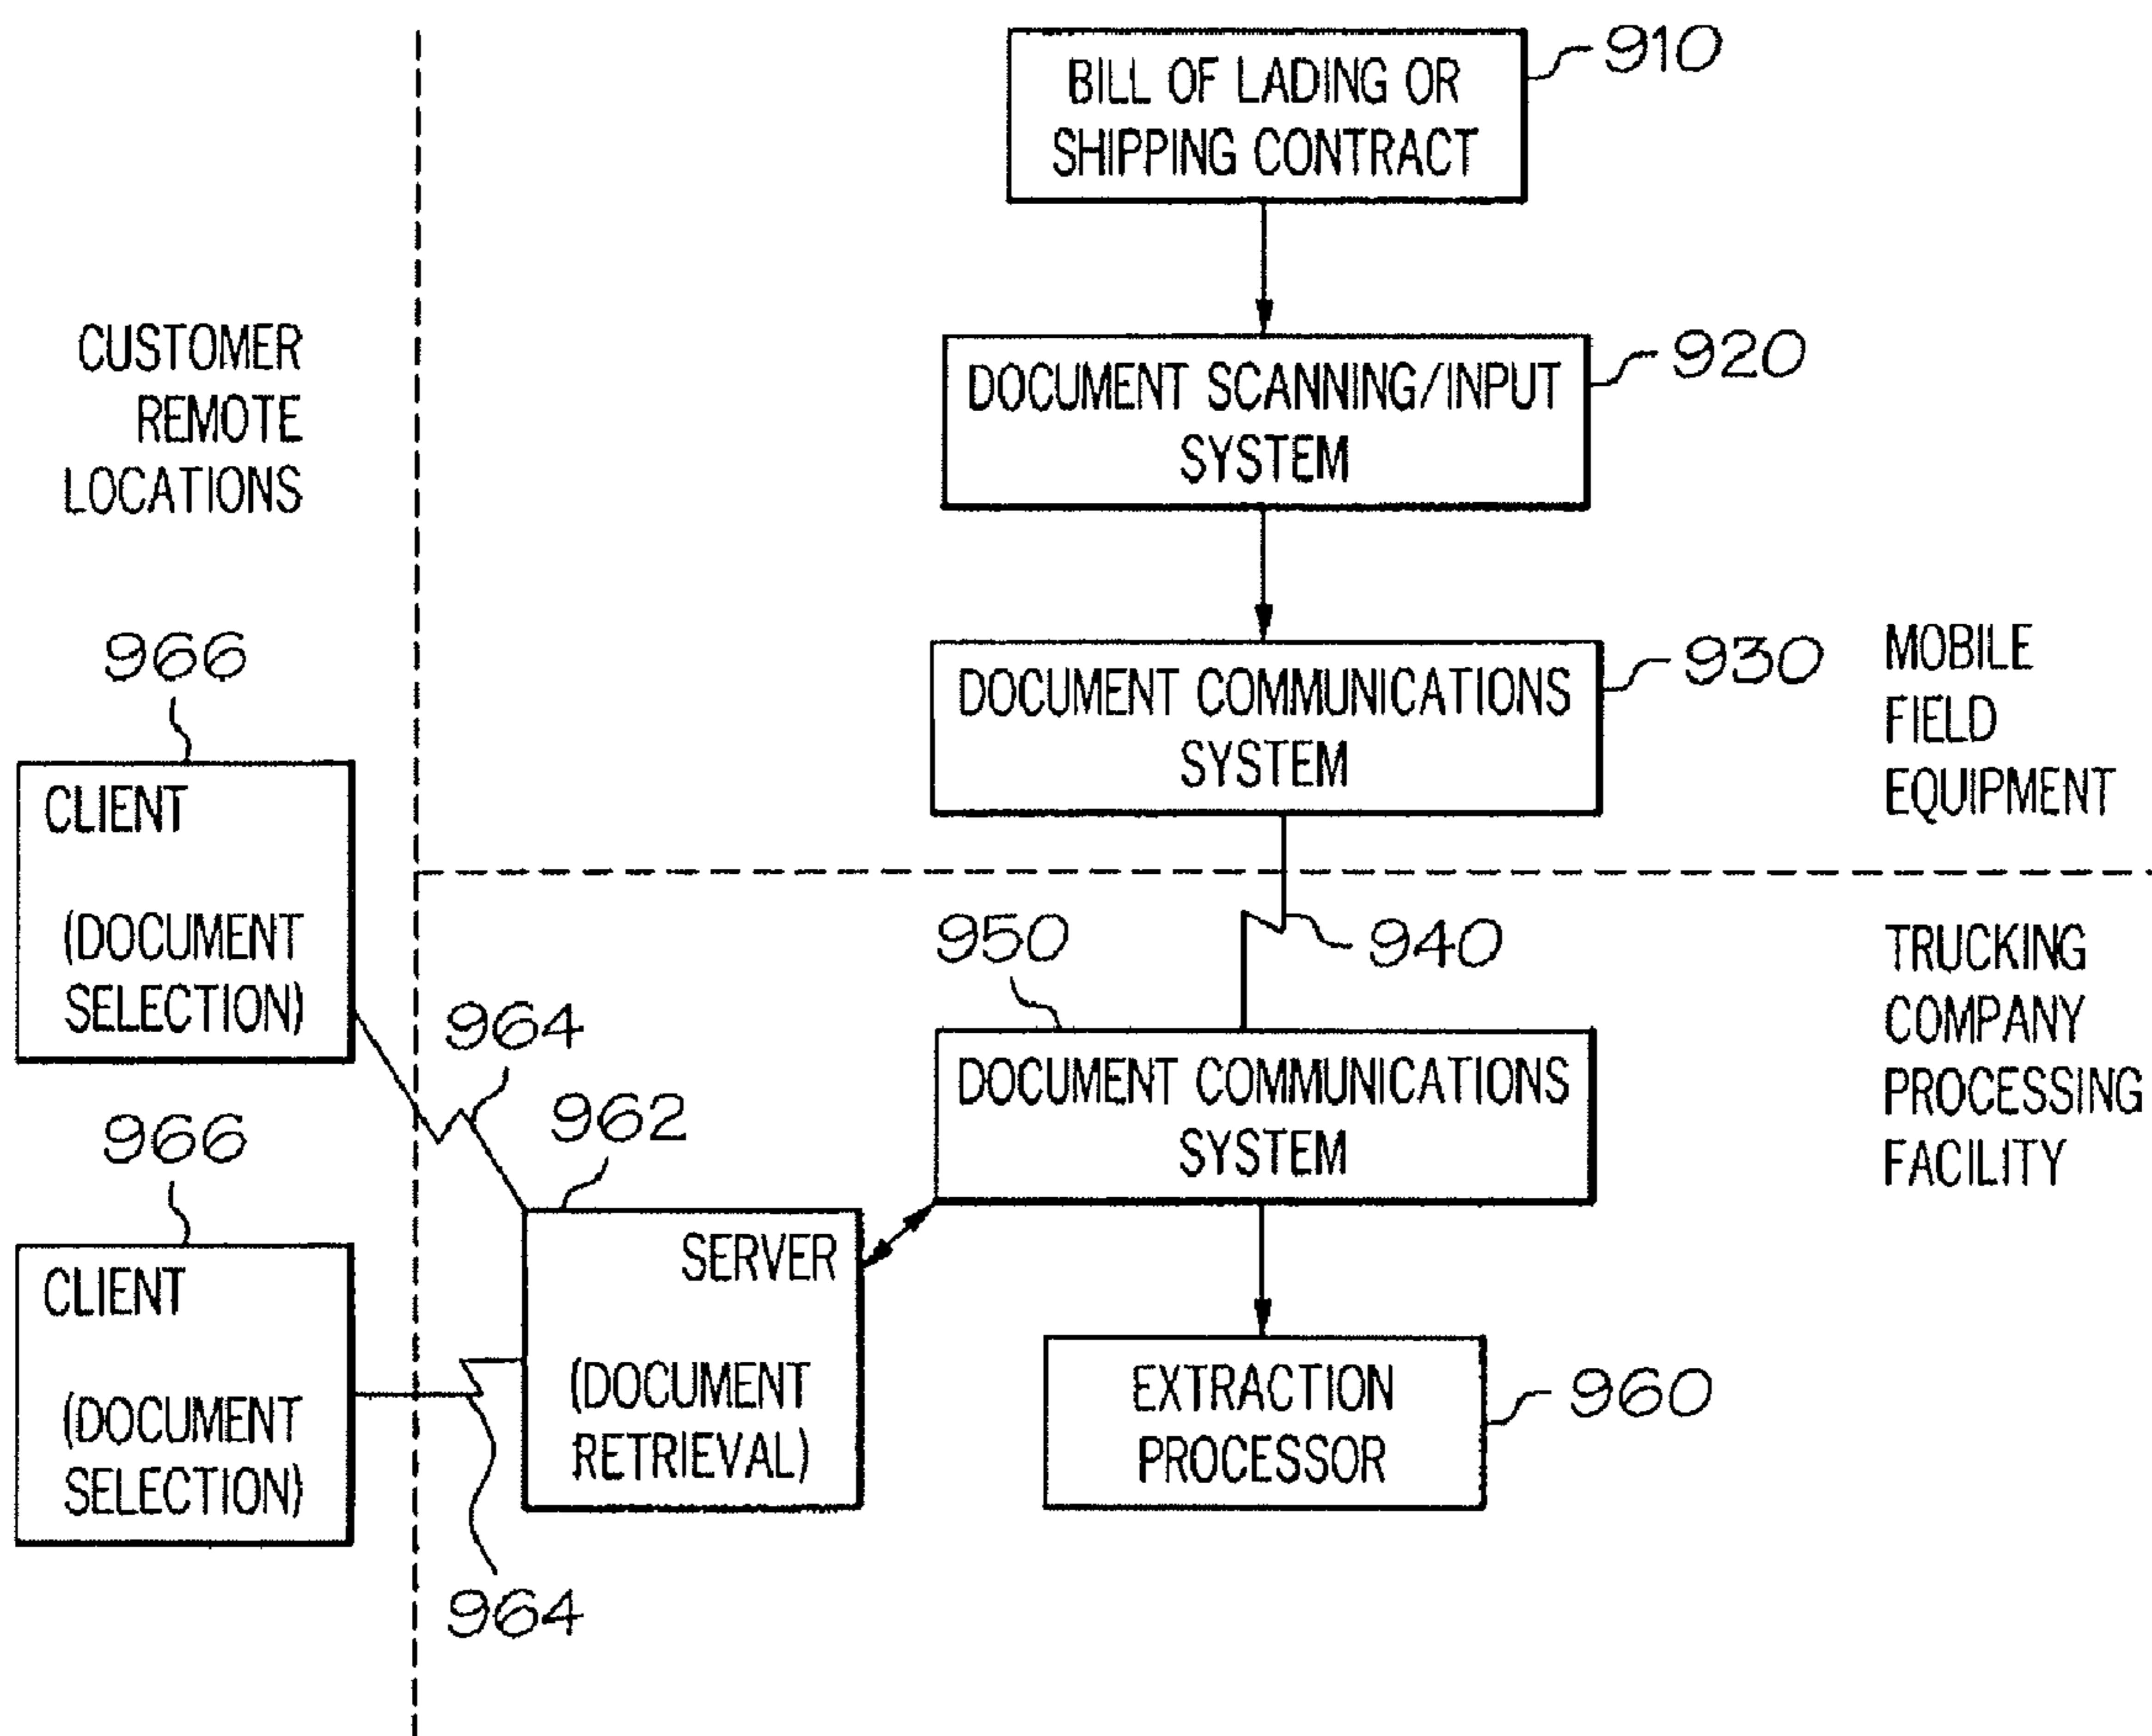 910
BILL OF LADING OR
SHIPPING CONTRACT
920
DOCUMENT SCANNING/INPUT
SYSTEM
930
DOCUMENT COMMUNICATIONS
SYSTEM
MOBILE
FIELD
EQUIPMENT
CUSTOMER
REMOTE
LOCATIONS
966
CLIENT
(DOCUMENT
SELECTION)
964
966
CLIENT
(DOCUMENT
SELECTION)
964
962
SERVER
(DOCUMENT
RETRIEVAL)
950
940
DOCUMENT COMMUNICATIONS
SYSTEM
TRUCKING
COMPANY
PROCESSING
FACILITY
EXTRACTION
PROCESSOR
960